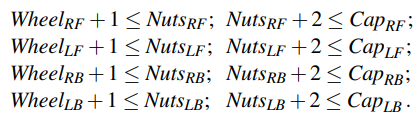 Wheel_RF + 1 ≤ Nuts_RF; Nuts_RF + 2 ≤ Cap_RF;
Wheel_LF + 1 ≤ Nuts_LF; Nuts_LF + 2 ≤ Cap_LF;
Wheel_RB + 1 ≤ Nuts_RB; Nuts_RB + 2 ≤ Cap_RB;
Wheel_LB + 1 ≤ Nuts_LB; Nuts_LB + 2 ≤ Cap_LB.